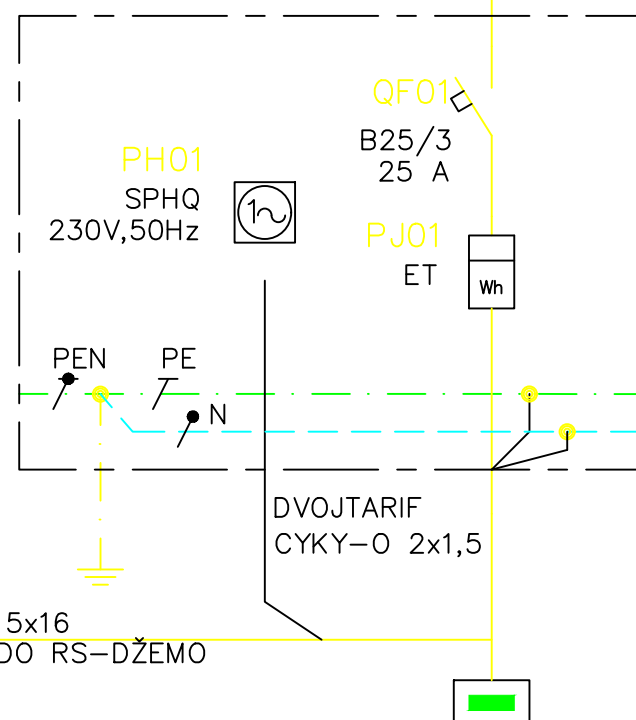 QF01
B25/3
25 A
PH01
SPHQ
230V,50Hz
1
PJ01
ET
Wh
PEN
PE
N
DVOJTARIF
CYKY-O 2x1,5
5x16
DO RS-DŽEMO